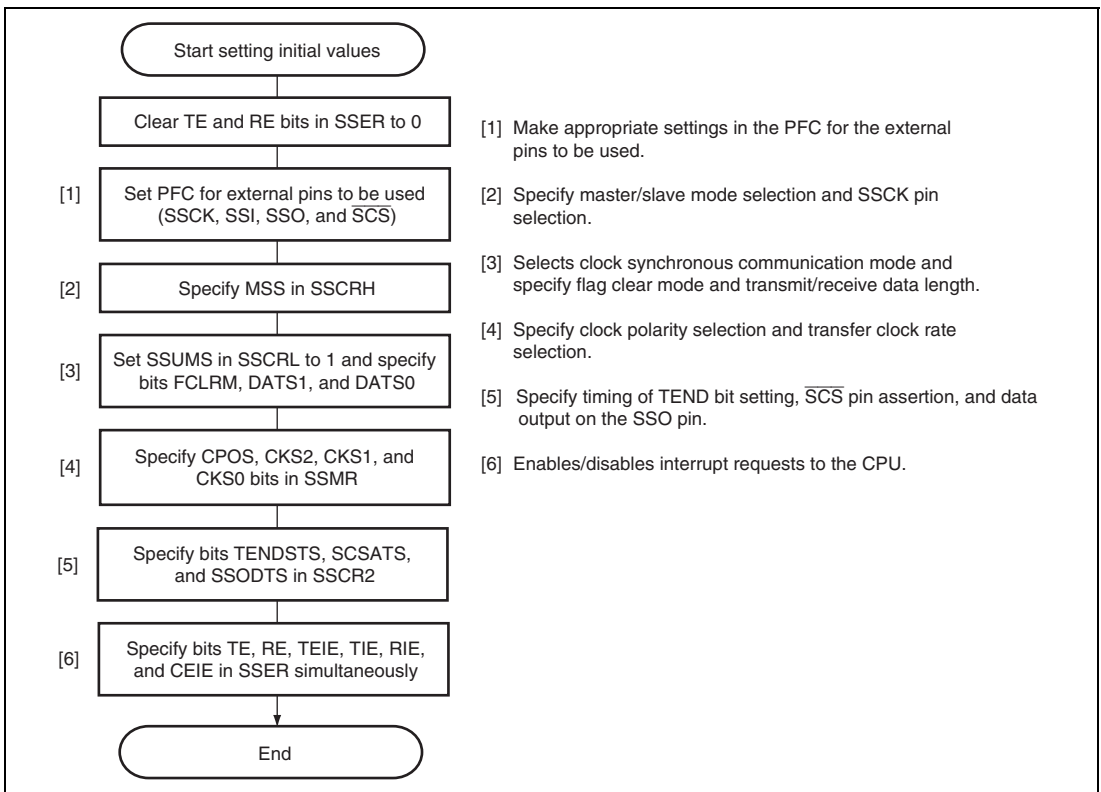 Start setting initial values
Clear TE and RE bits in SSER to 0
[1]
Set PFC for external pins to be used
(SSCK, SSI, SSO, and S̅C̅S̅)
[2]
Specify MSS in SSCRH
[3]
Set SSUMS in SSCRL to 1 and specify
bits FCLRM, DATS1, and DATS0
[4]
Specify CPOS, CKS2, CKS1, and
CKS0 bits in SSMR
[5]
Specify bits TENDSTS, SCSATS,
and SSODTS in SSCR2
[6]
Specify bits TE, RE, TEIE, TIE, RIE,
and CEIE in SSER simultaneously
End
[1] Make appropriate settings in the PFC for the external
pins to be used.
[2] Specify master/slave mode selection and SSCK pin
selection.
[3] Selects clock synchronous communication mode and
specify flag clear mode and transmit/receive data length.
[4] Specify clock polarity selection and transfer clock rate
selection.
[5] Specify timing of TEND bit setting, S̅C̅S̅ pin assertion, and data
output on the SSO pin.
[6] Enables/disables interrupt requests to the CPU.